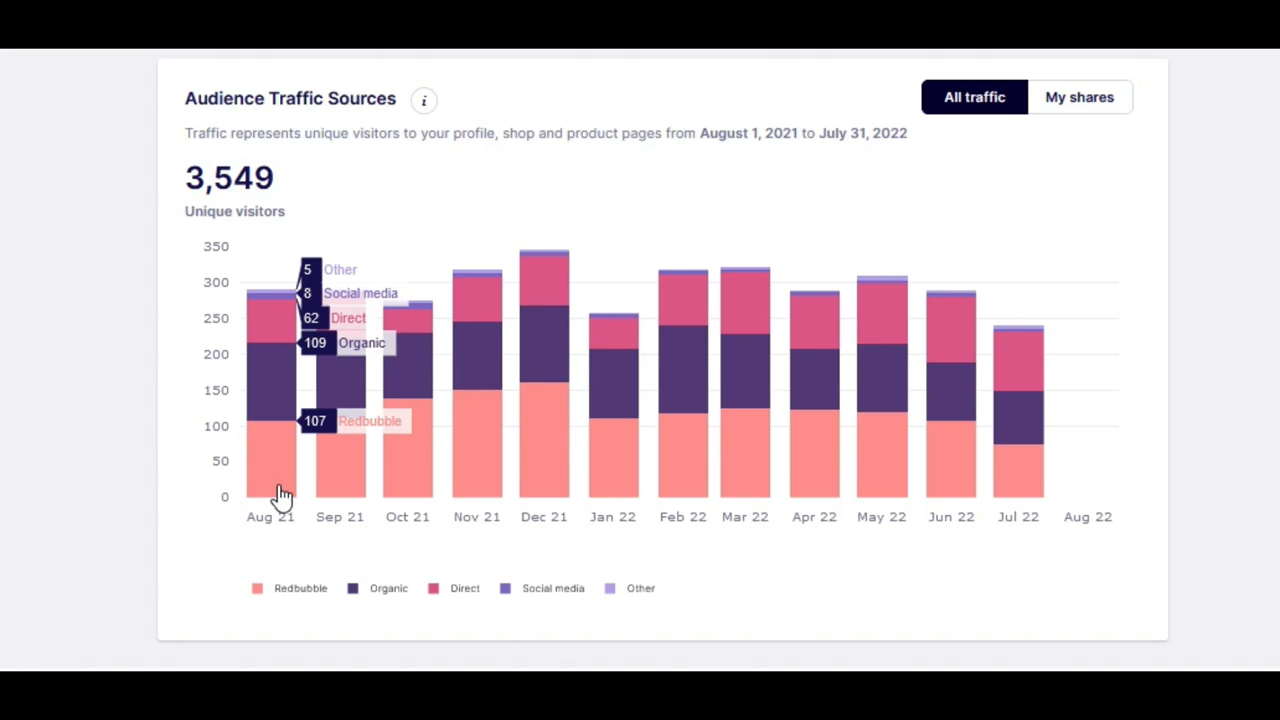 Audience Traffic Sources i
All traffic My shares
Traffic represents unique visitors to your profile, shop and product pages from August 1, 2021 to July 31, 2022
3,549
Unique visitors
350
300
250
200
150
100
50
0
5 Other
8 Social media
62 Direct
109 Organic
107 Redbubble
Aug 21 Sep 21 Oct 21 Nov 21 Dec 21 Jan 22 Feb 22 Mar 22 Apr 22 May 22 Jun 22 Jul 22 Aug 22
Redbubble Organic Direct Social media Other